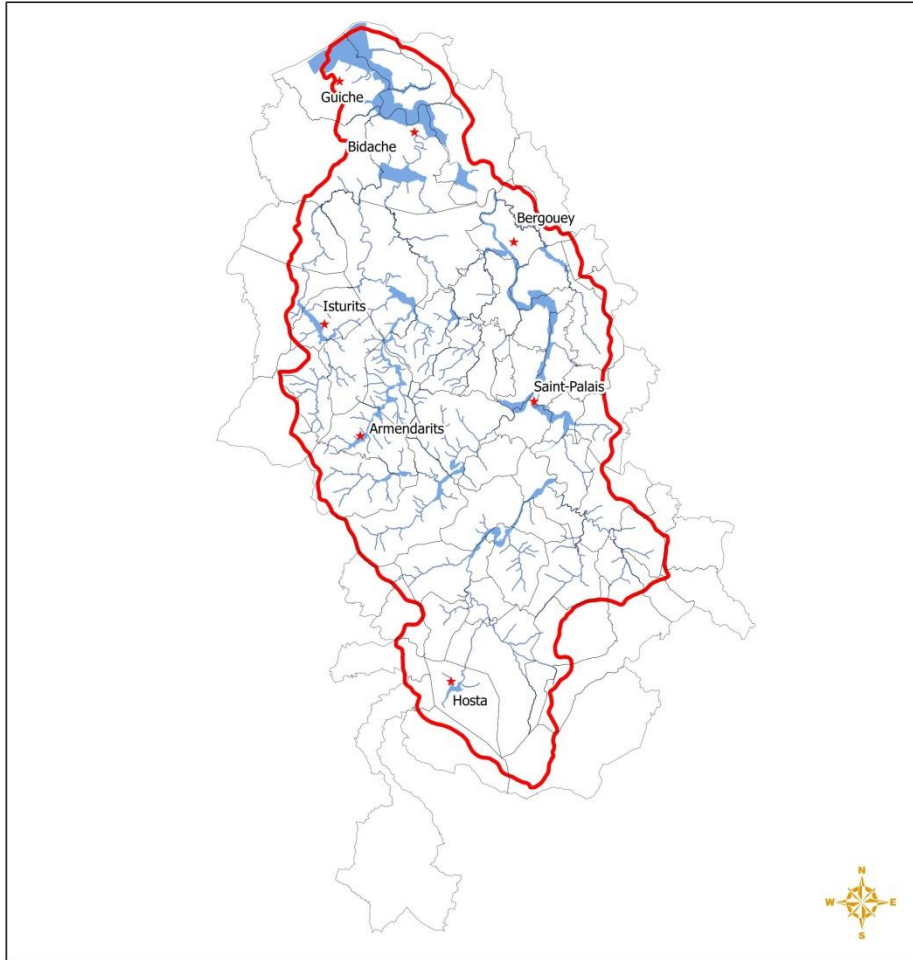 Guiche
Bidache
Bergouey
Isturits
Saint-Palais
Armendarits
Hosta
N
W E
S